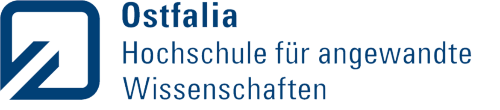 Ostfalia
Hochschule für angewandte
Wissenschaften